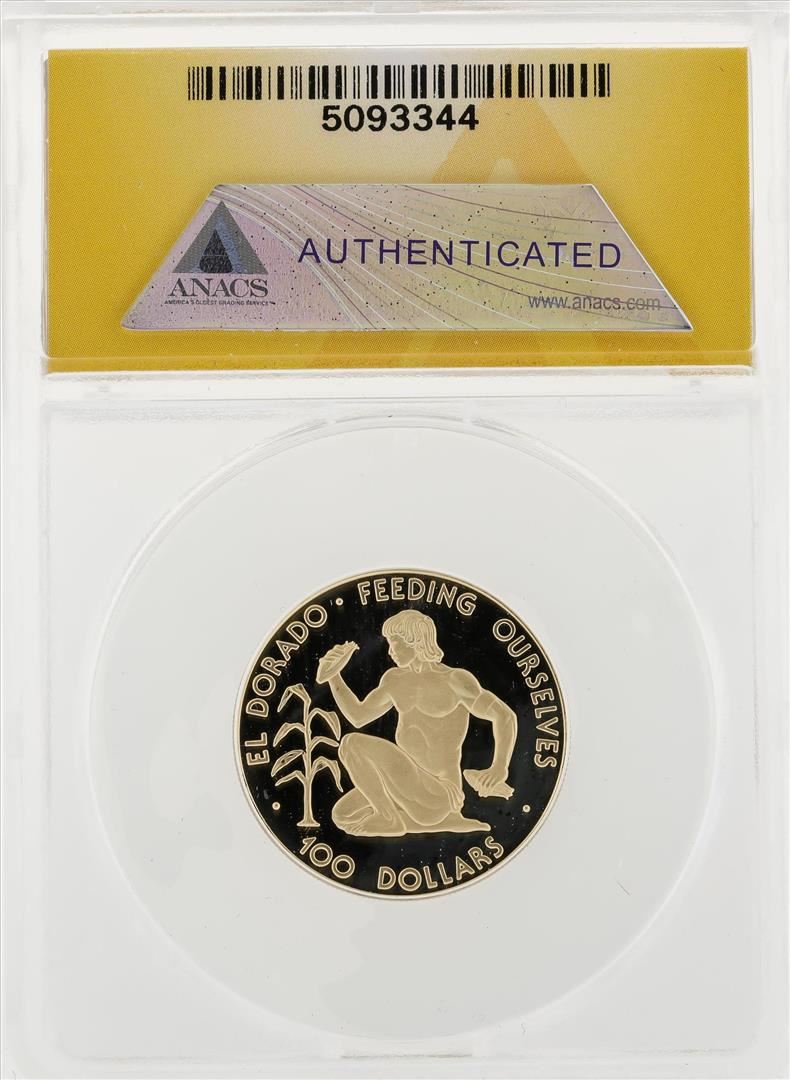 5093344
AUTHENTICATED
ANACS
AMERICA'S OLDEST GRADING SERVICE
www.anacs.com
EL DORADO · FEEDING OURSELVES ·
100 DOLLARS ·